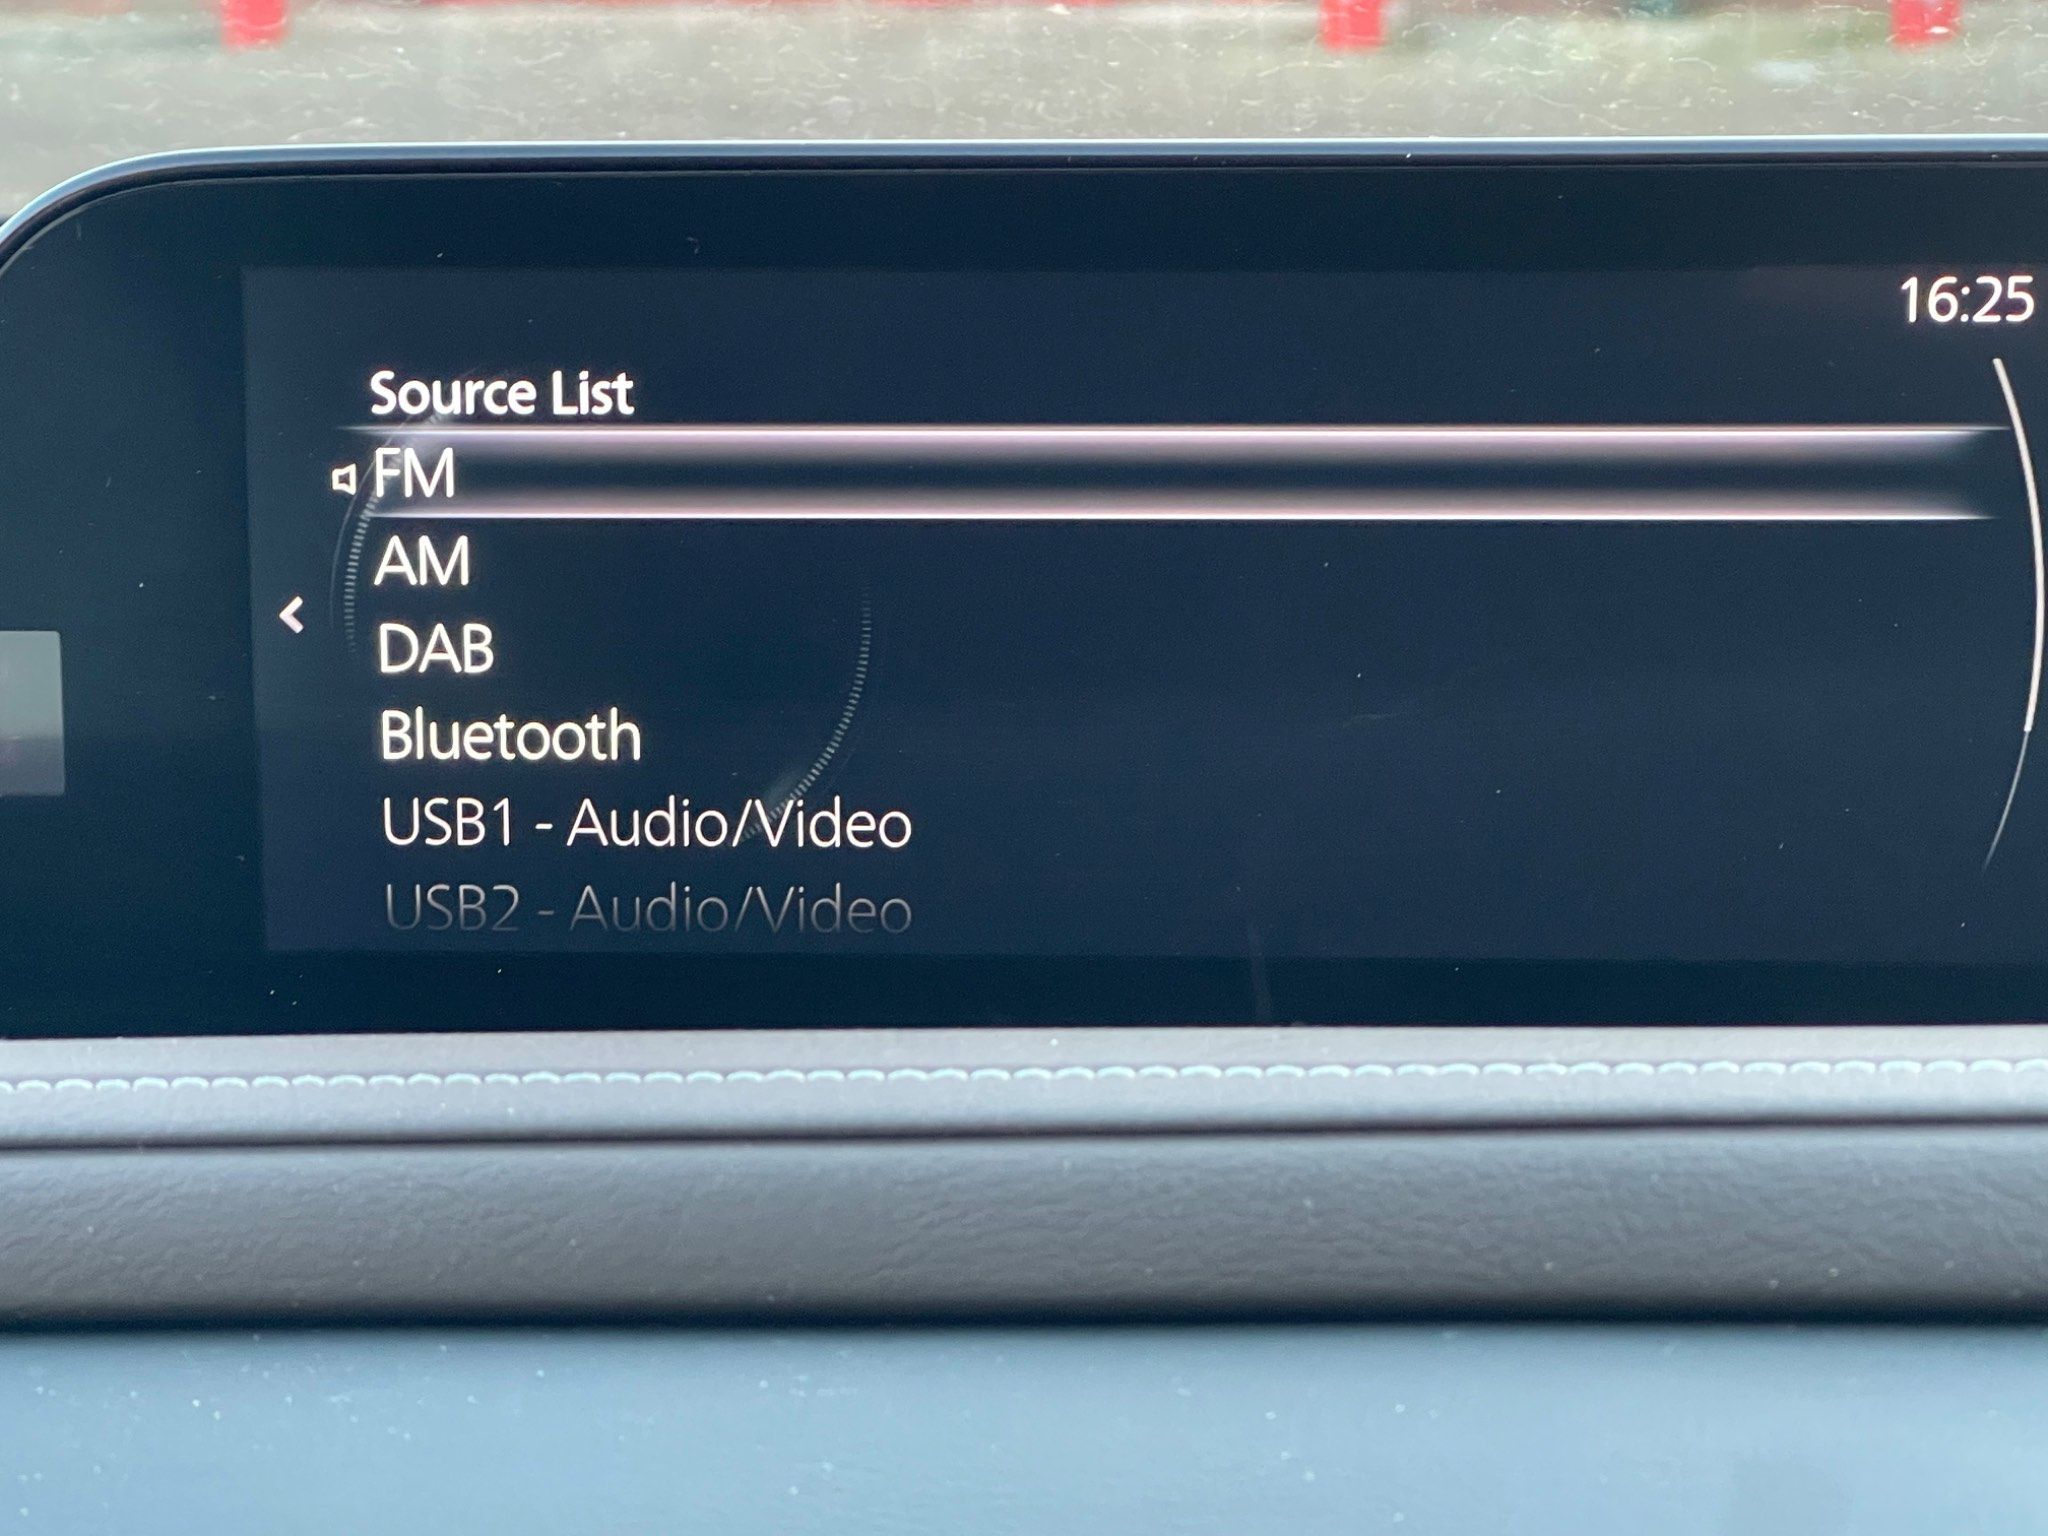 16:25
Source List
FM
AM
DAB
Bluetooth
USB1 - Audio/Video
USB2 - Audio/Video